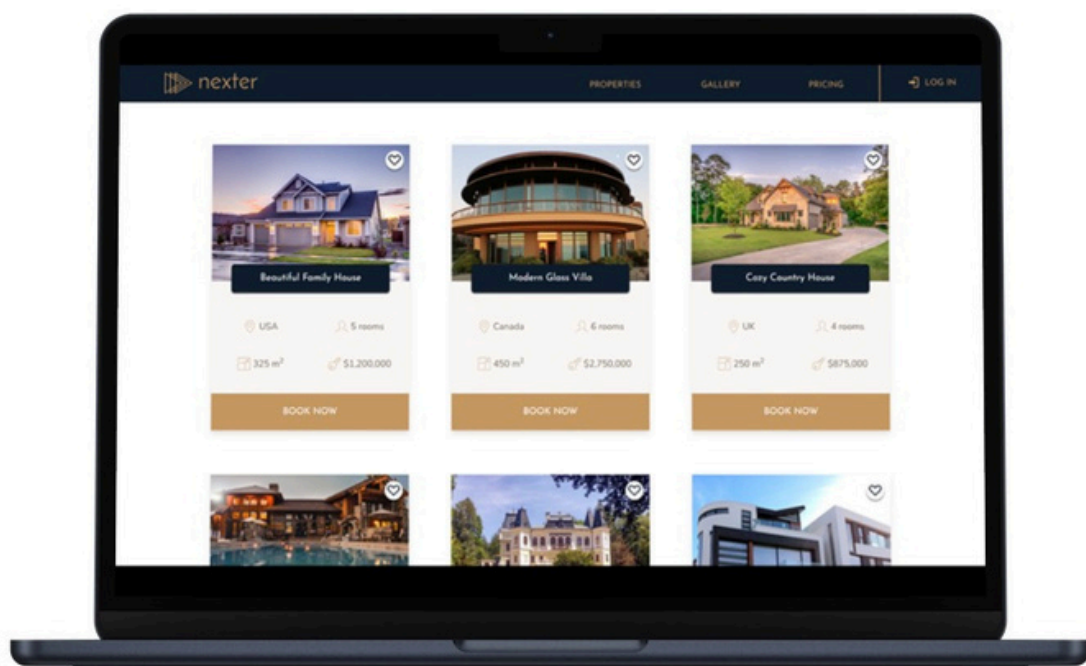 nexter
PROPERTIES
GALLERY
PRICING
LOG IN
Beautiful Family House
USA
5 rooms
325 m²
$1,200,000
BOOK NOW
Modern Glass Villa
Canada
6 rooms
450 m²
$2,750,000
BOOK NOW
Cozy Country House
UK
4 rooms
250 m²
$875,000
BOOK NOW